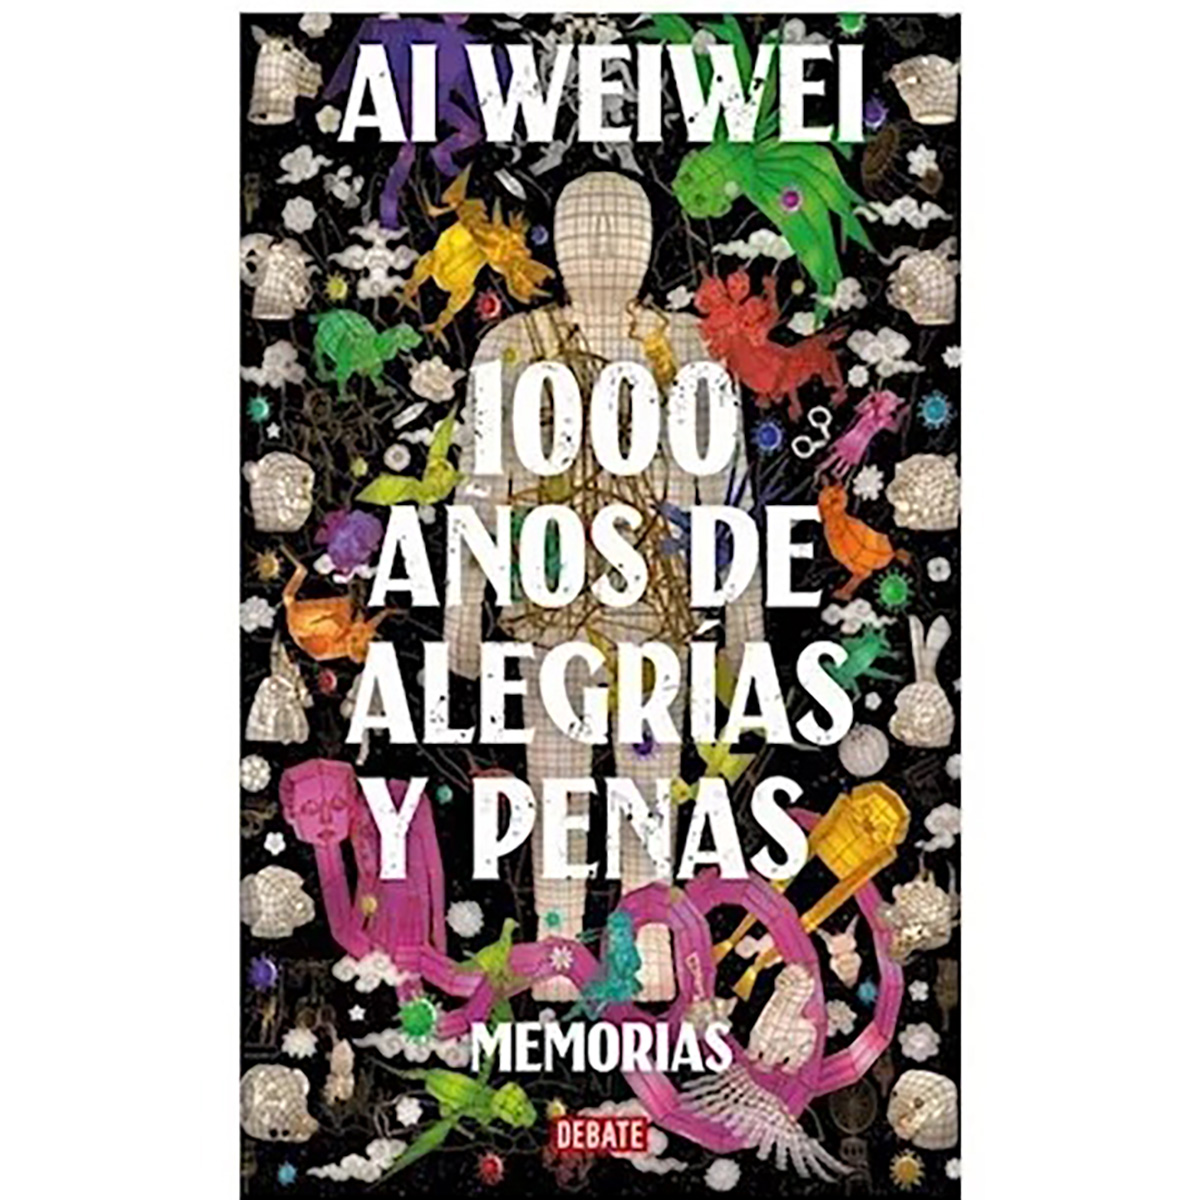 AI WEIWEI
1000
AÑOS DE
ALEGRÍAS
Y PENAS
MEMORIAS
DEBATE